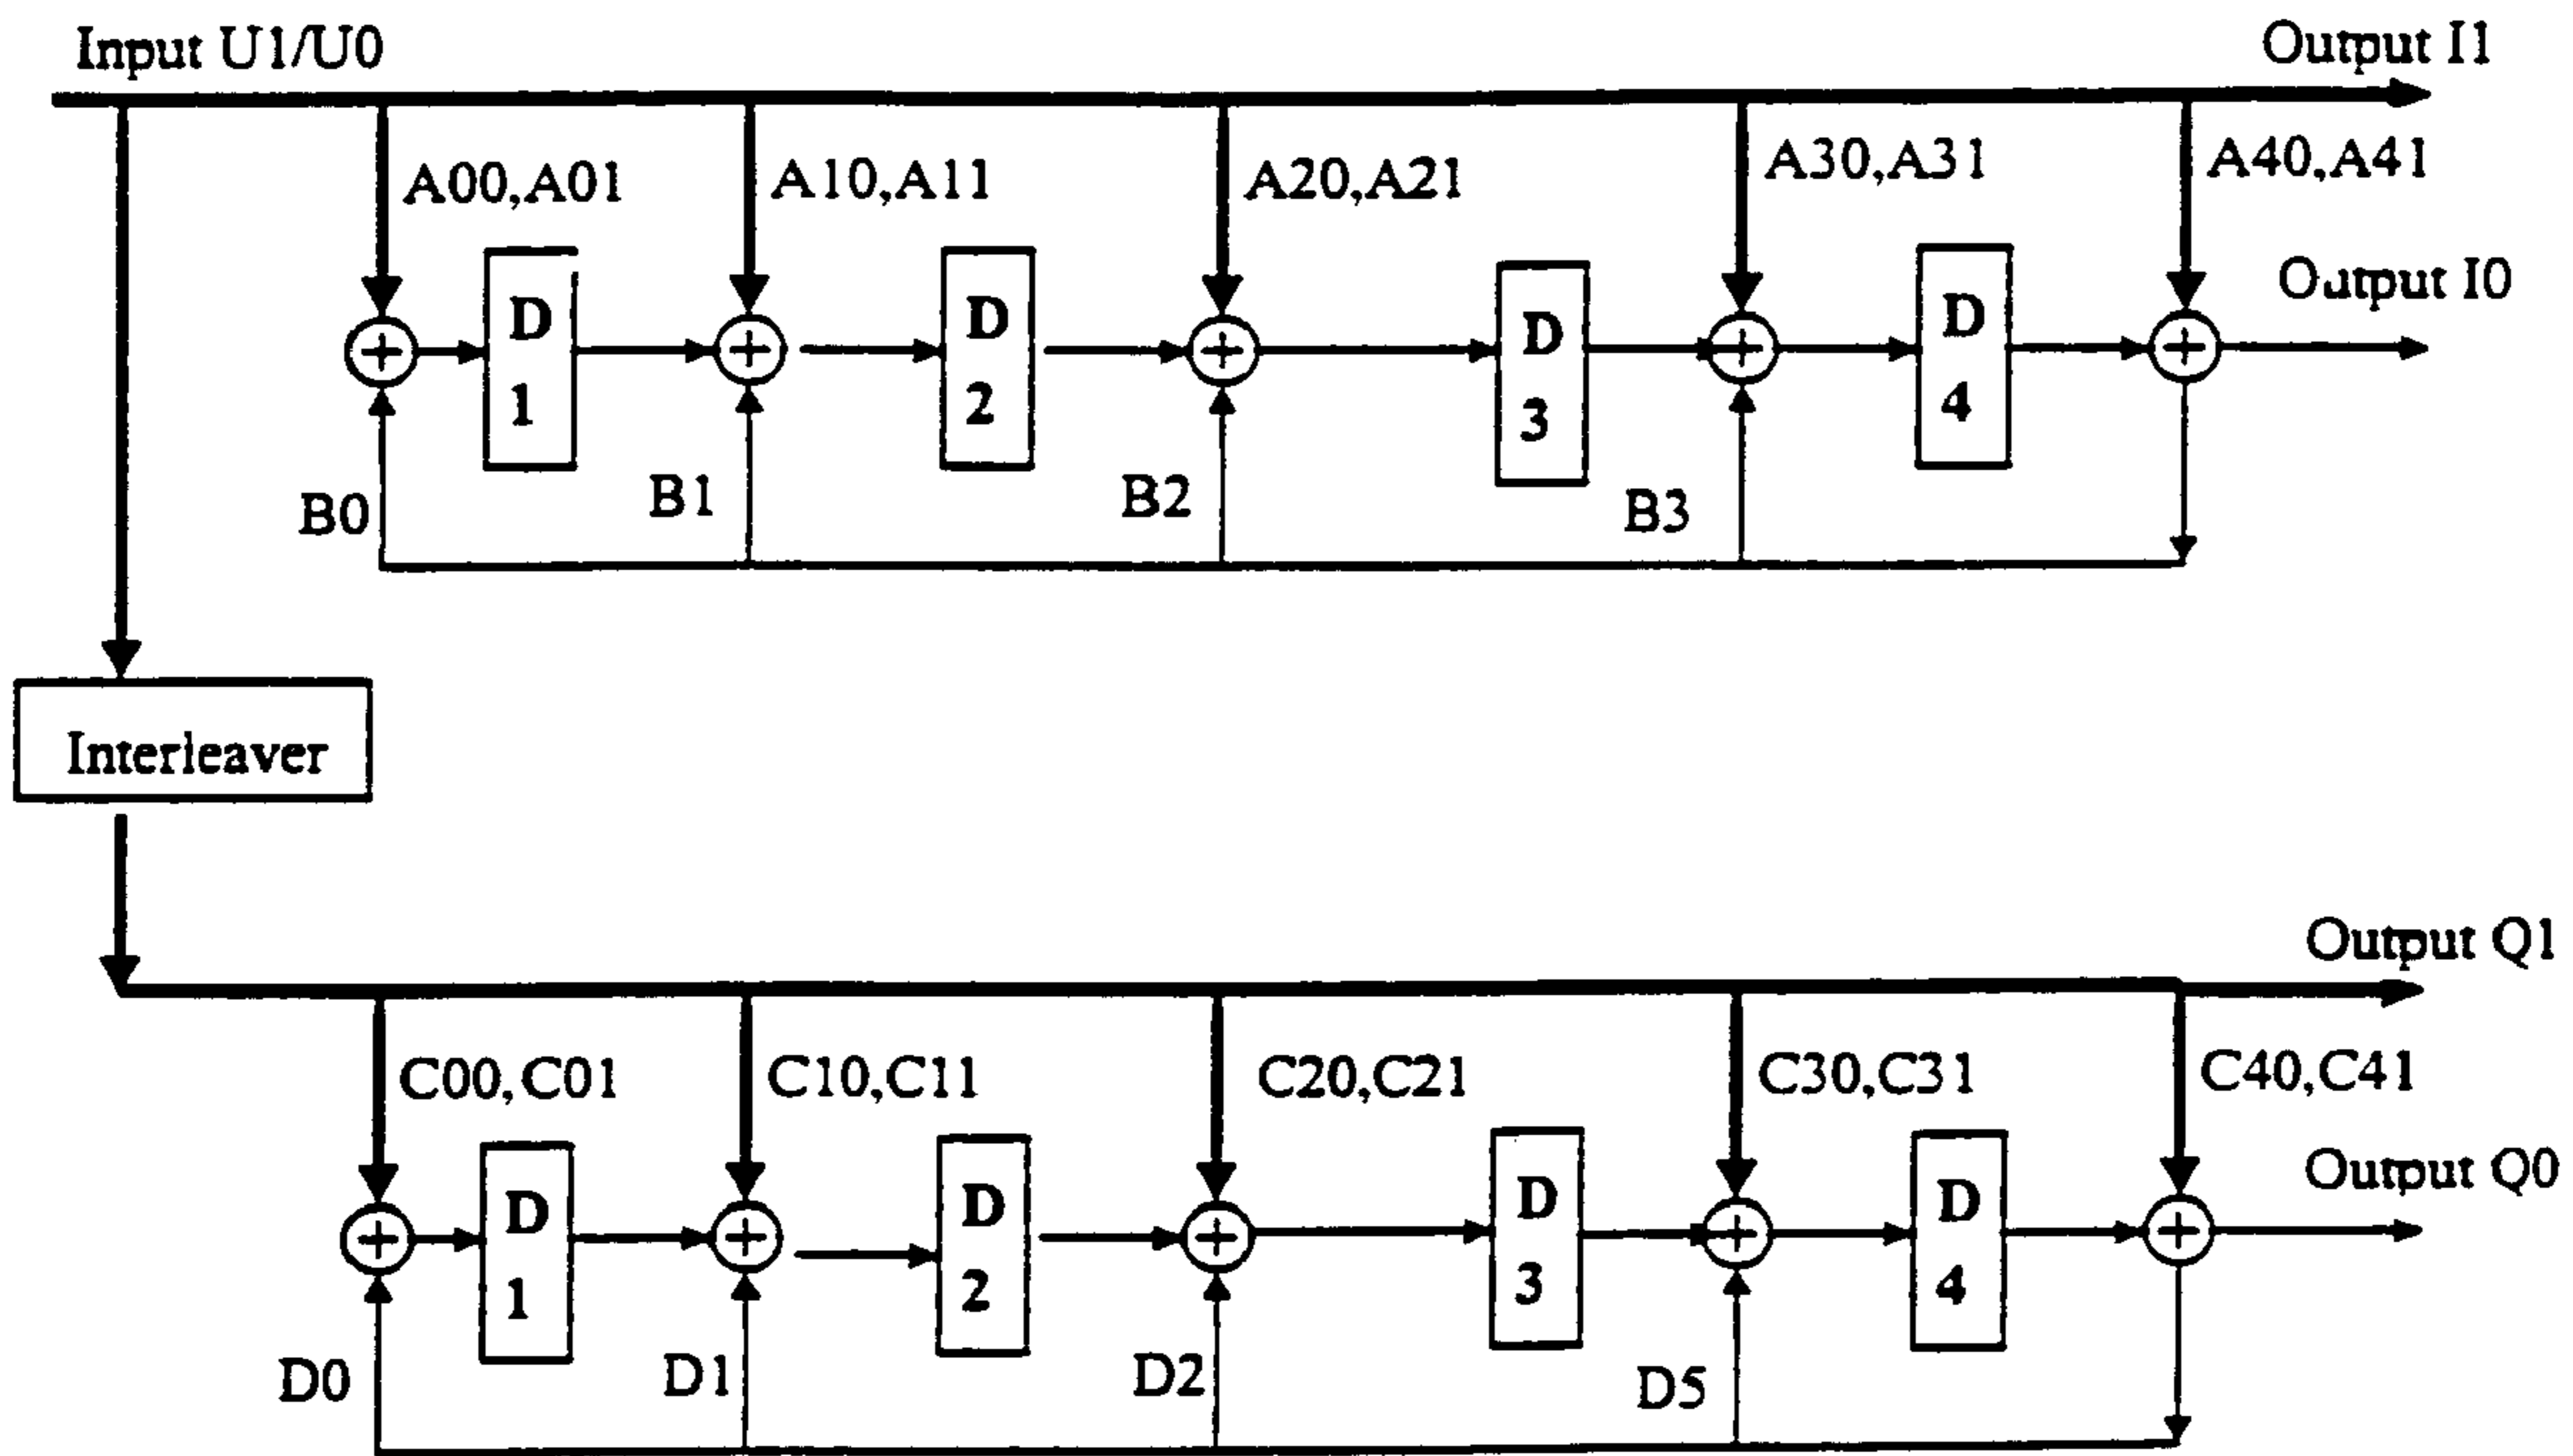 Input U1/U0
Output I1
A00,A01
A10,A11
A20,A21
A30,A31
A40,A41
Output I0
D
1
D
2
D
3
D
4
B0
B1
B2
B3
Interleaver
Output Q1
C00,C01
C10,C11
C20,C21
C30,C31
C40,C41
Output Q0
D
1
D
2
D
3
D
4
D0
D1
D2
D5